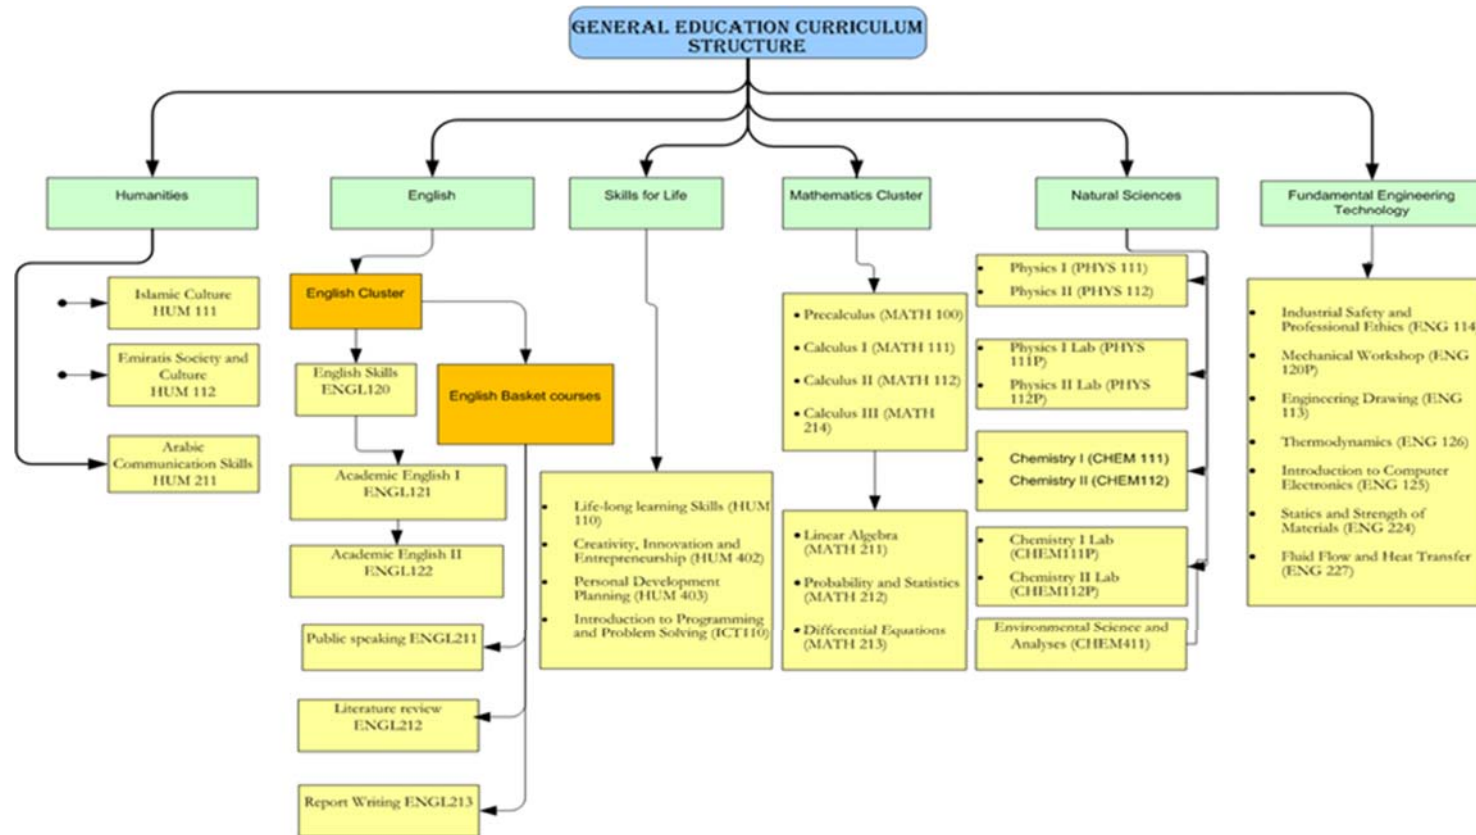 GENERAL EDUCATION CURRICULUM
STRUCTURE
Humanities
English
Skills for Life
Mathematics Cluster
Natural Sciences
Fundamental Engineering
Technology
Islamic Culture
HUM 111
Emiratis Society and
Culture
HUM 112
Arabic
Communication Skills
HUM 211
English Cluster
English Skills
ENGL120
English Basket courses
Academic English I
ENGL121
Academic English II
ENGL122
Public speaking ENGL211
Literature review
ENGL212
Report Writing ENGL213
• Life-long learning Skills (HUM
110)
• Creativity, Innovation and
Entrepreneurship (HUM 402)
• Personal Development
Planning (HUM 403)
• Introduction to Programming
and Problem Solving (ICT110)
• Precalculus (MATH 100)
• Calculus I (MATH 111)
• Calculus II (MATH 112)
• Calculus III (MATH
214)
• Linear Algebra
(MATH 211)
• Probability and Statistics
(MATH 212)
• Differential Equations
(MATH 213)
• Physics I (PHYS 111)
• Physics II (PHYS 112)
• Physics I Lab (PHYS
111P)
• Physics II Lab (PHYS
112P)
• Chemistry I (CHEM 111)
• Chemistry II (CHEM112)
• Chemistry I Lab
(CHEM111P)
• Chemistry II Lab
(CHEM112P)
Environmental Science and
Analyses (CHEM411)
• Industrial Safety and
Professional Ethics (ENG 114
• Mechanical Workshop (ENG
120P)
• Engineering Drawing (ENG
113)
• Thermodynamics (ENG 126)
• Introduction to Computer
Electronics (ENG 125)
• Statics and Strength of
Materials (ENG 224)
• Fluid Flow and Heat Transfer
(ENG 227)